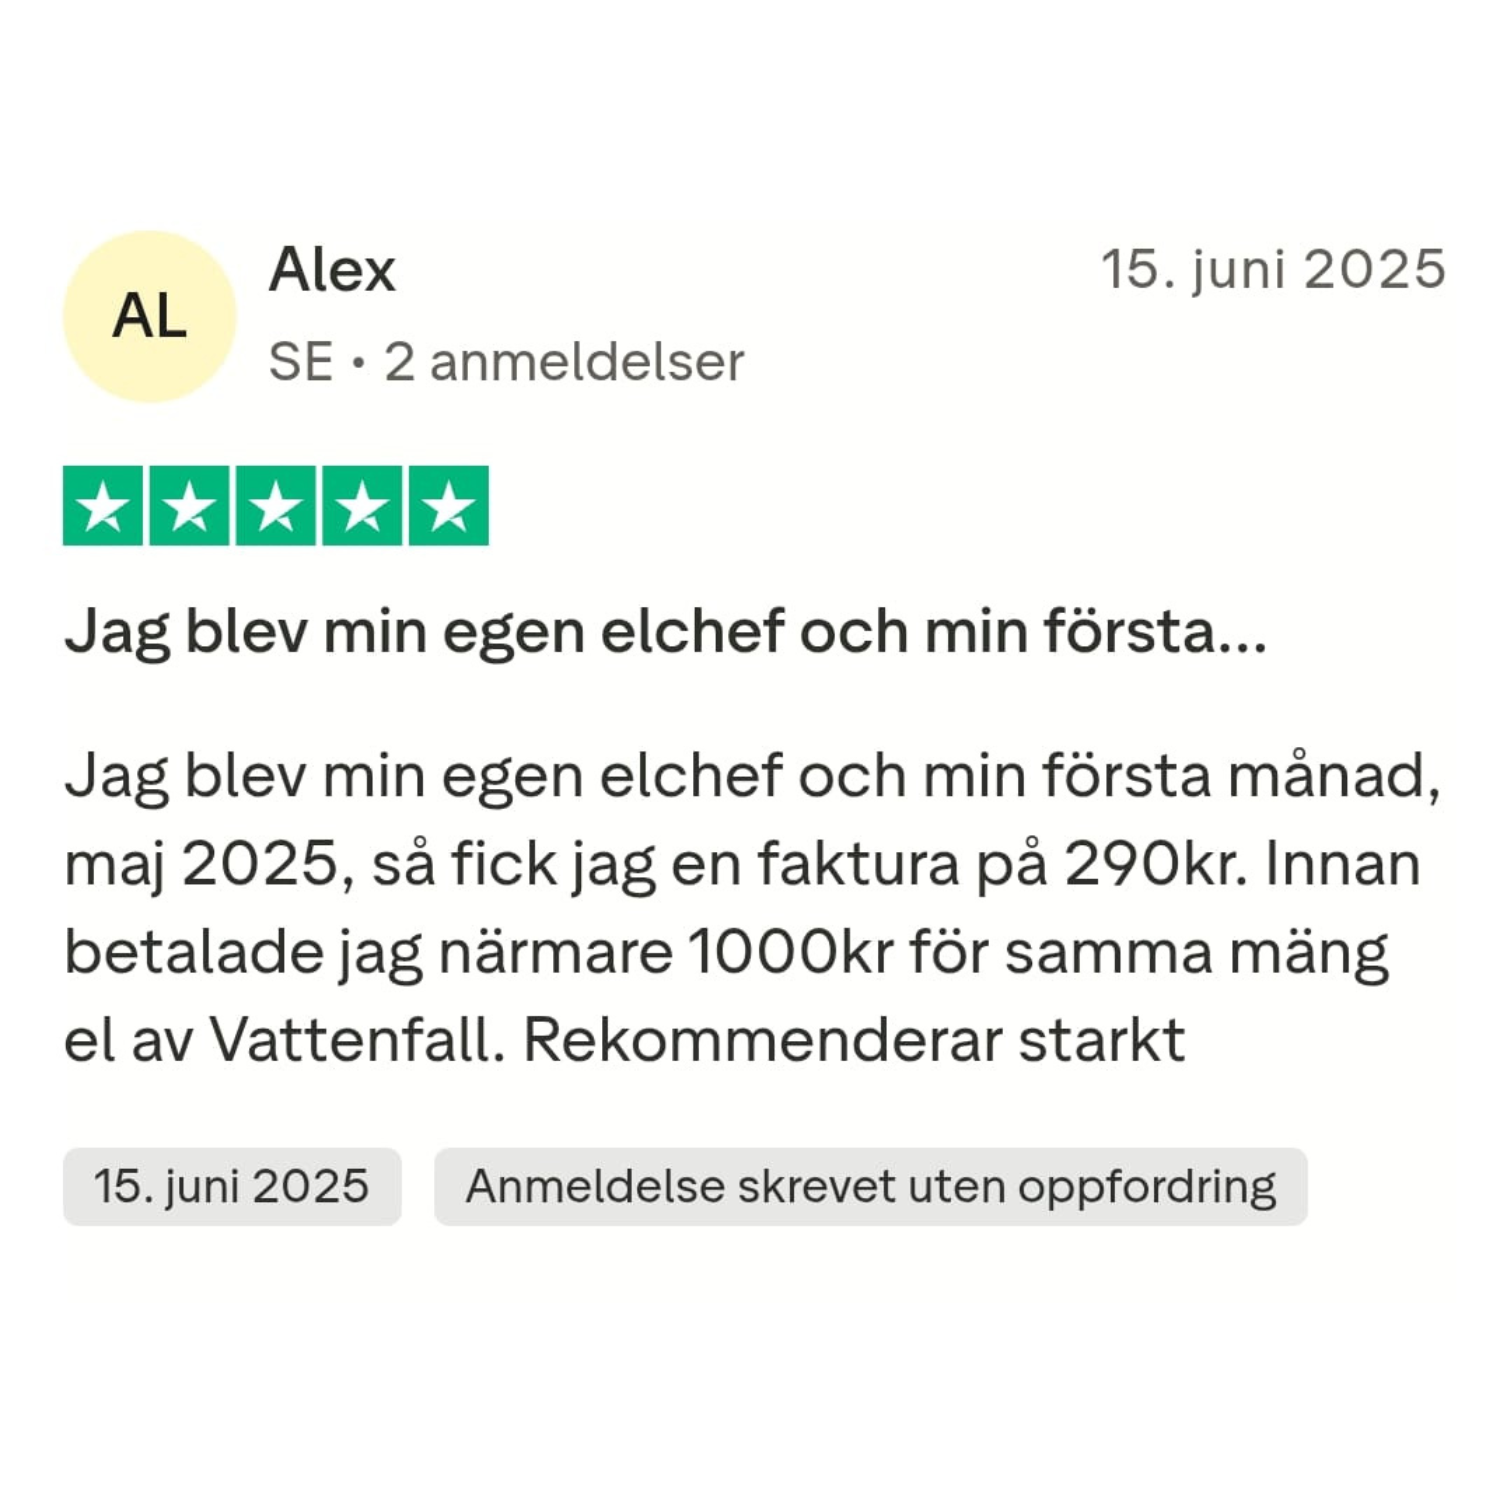 AL
Alex
15. juni 2025
SE • 2 anmeldelser
Jag blev min egen elchef och min första...
Jag blev min egen elchef och min första månad,
maj 2025, så fick jag en faktura på 290kr. Innan
betalade jag närmare 1000kr för samma mäng
el av Vattenfall. Rekommenderar starkt
15. juni 2025
Anmeldelse skrevet uten oppfordring